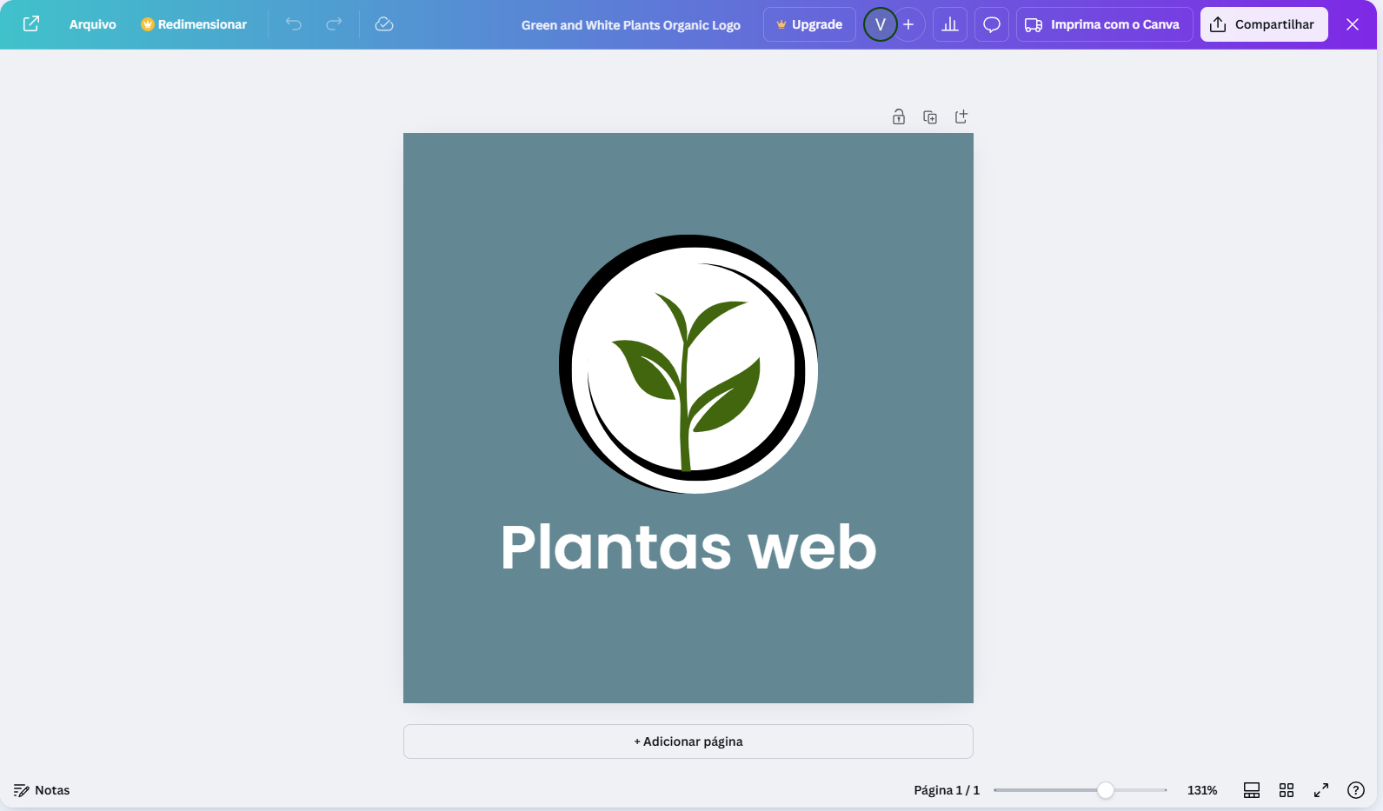 Arquivo
Redimensionar
Green and White Plants Organic Logo
Upgrade
V
+
Imprima com o Canva
Compartilhar
Plantas web
+ Adicionar página
Notas
Página 1 / 1
131%
?